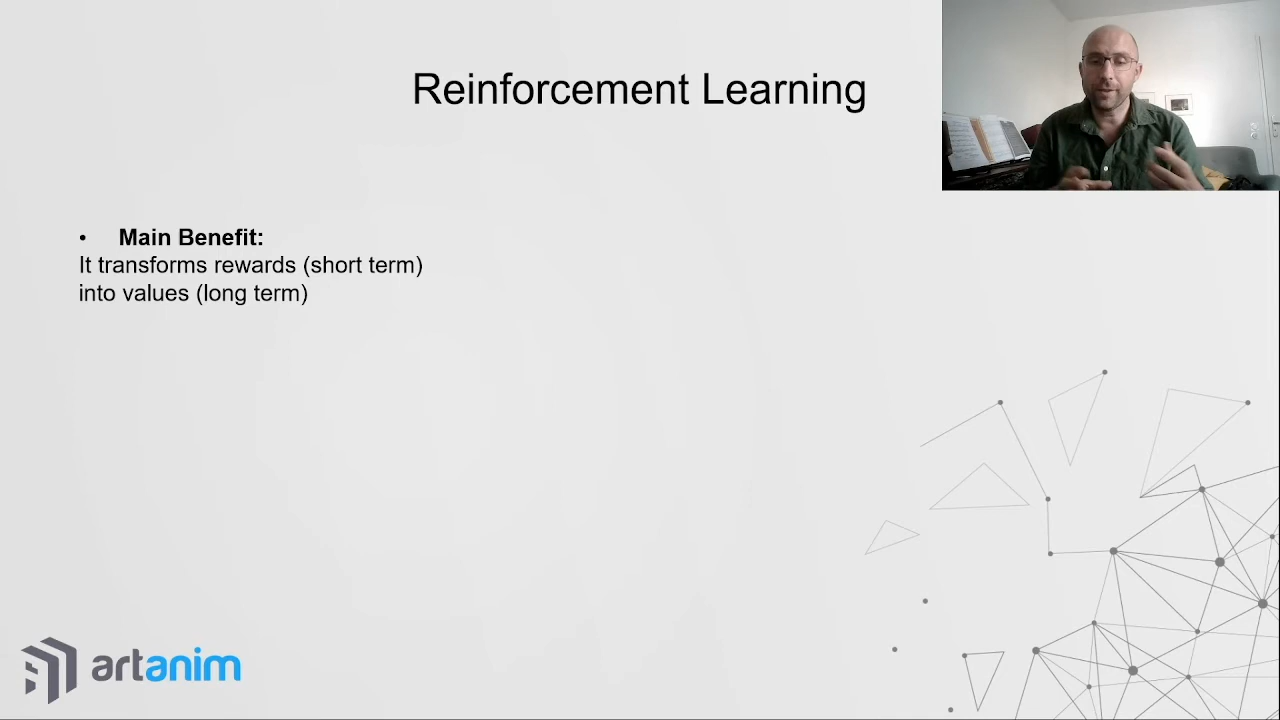 Reinforcement Learning
• Main Benefit:
It transforms rewards (short term)
into values (long term)
artanim